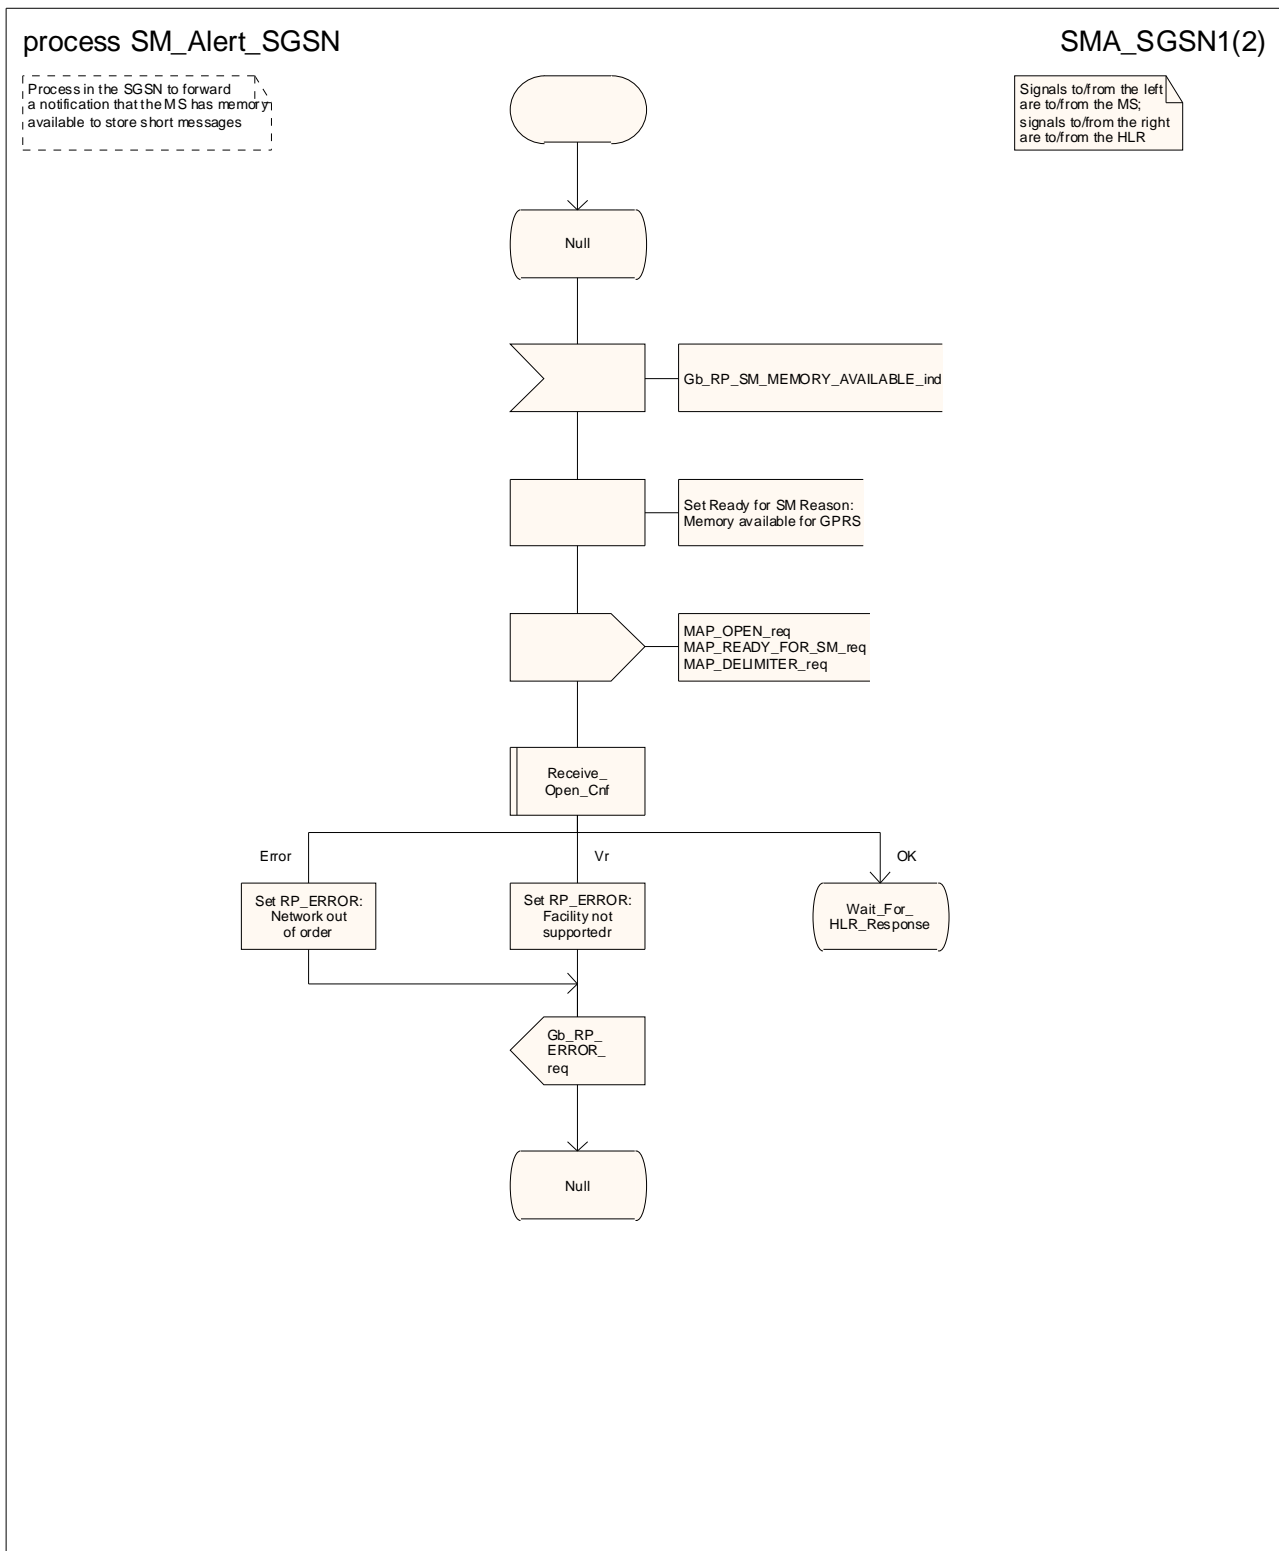 process SM_Alert_SGSN
SMA_SGSN1(2)
Process in the SGSN to forward
a notification that the MS has memory
available to store short messages
Signals to/from the left
are to/from the MS;
signals to/from the right
are to/from the HLR
Null
Gb_RP_SM_MEMORY_AVAILABLE_ind
Set Ready for SM Reason:
Memory available for GPRS
MAP_OPEN_req
MAP_READY_FOR_SM_req
MAP_DELIMITER_req
Receive_
Open_Cnf
Error
Vr
OK
Set RP_ERROR:
Network out
of order
Set RP_ERROR:
Facility not
supportedr
Wait_For_
HLR_Response
Gb_RP_
ERROR_
req
Null